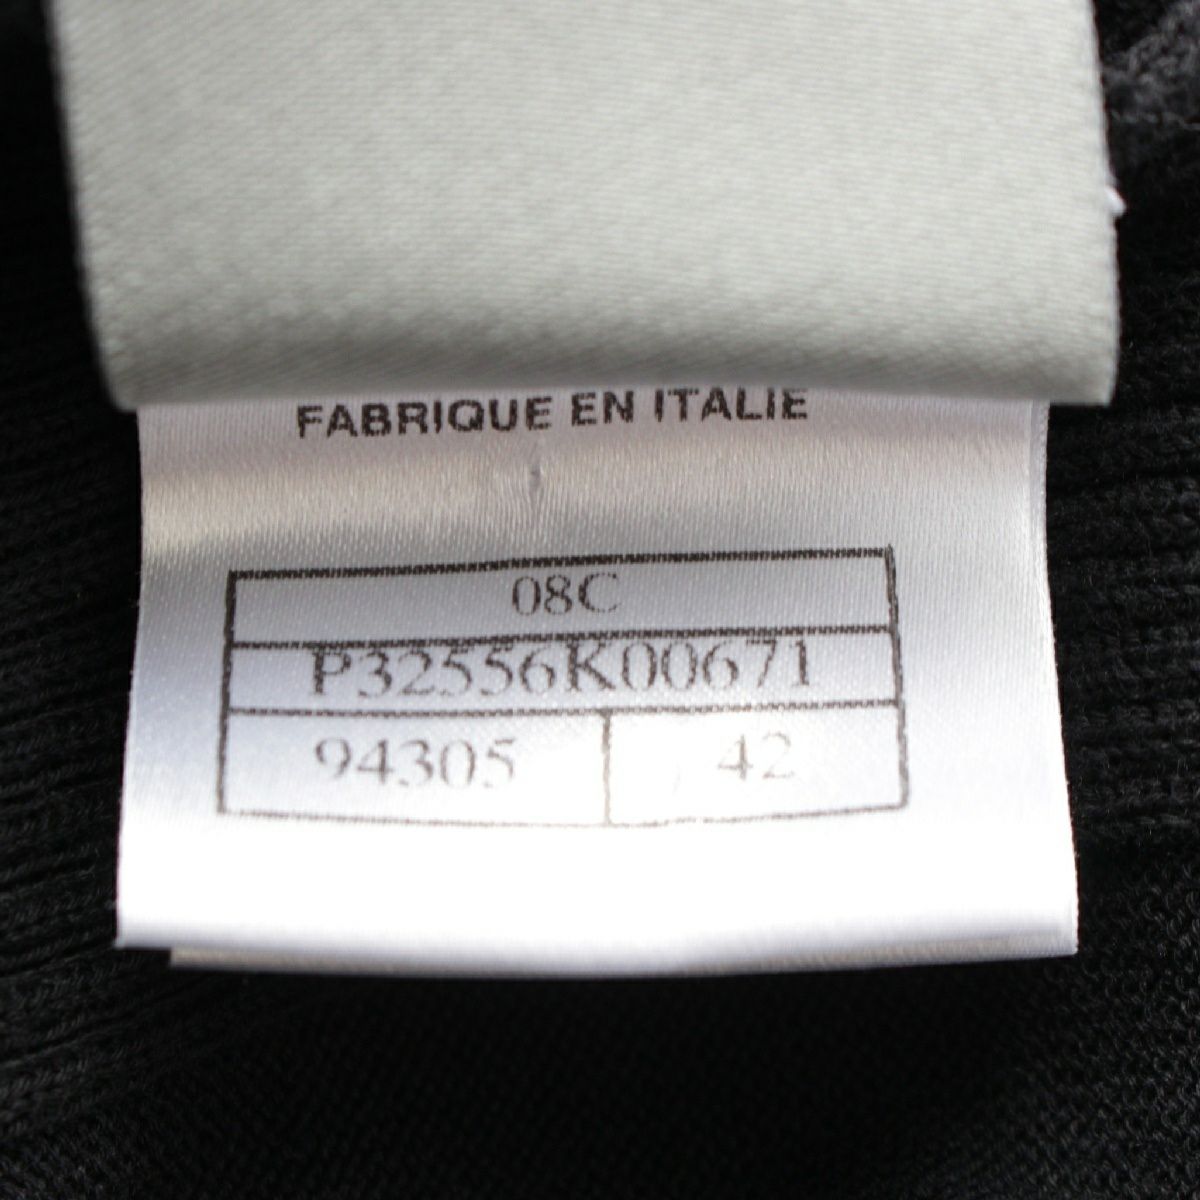 FABRIQUE EN ITALIE
08C
P32556K00671
94305 42